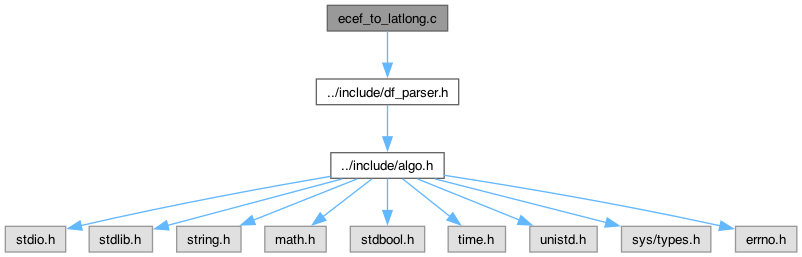 ecef_to_latlong.c
../include/df_parser.h
../include/algo.h
stdio.h
stdlib.h
string.h
math.h
stdbool.h
time.h
unistd.h
sys/types.h
errno.h